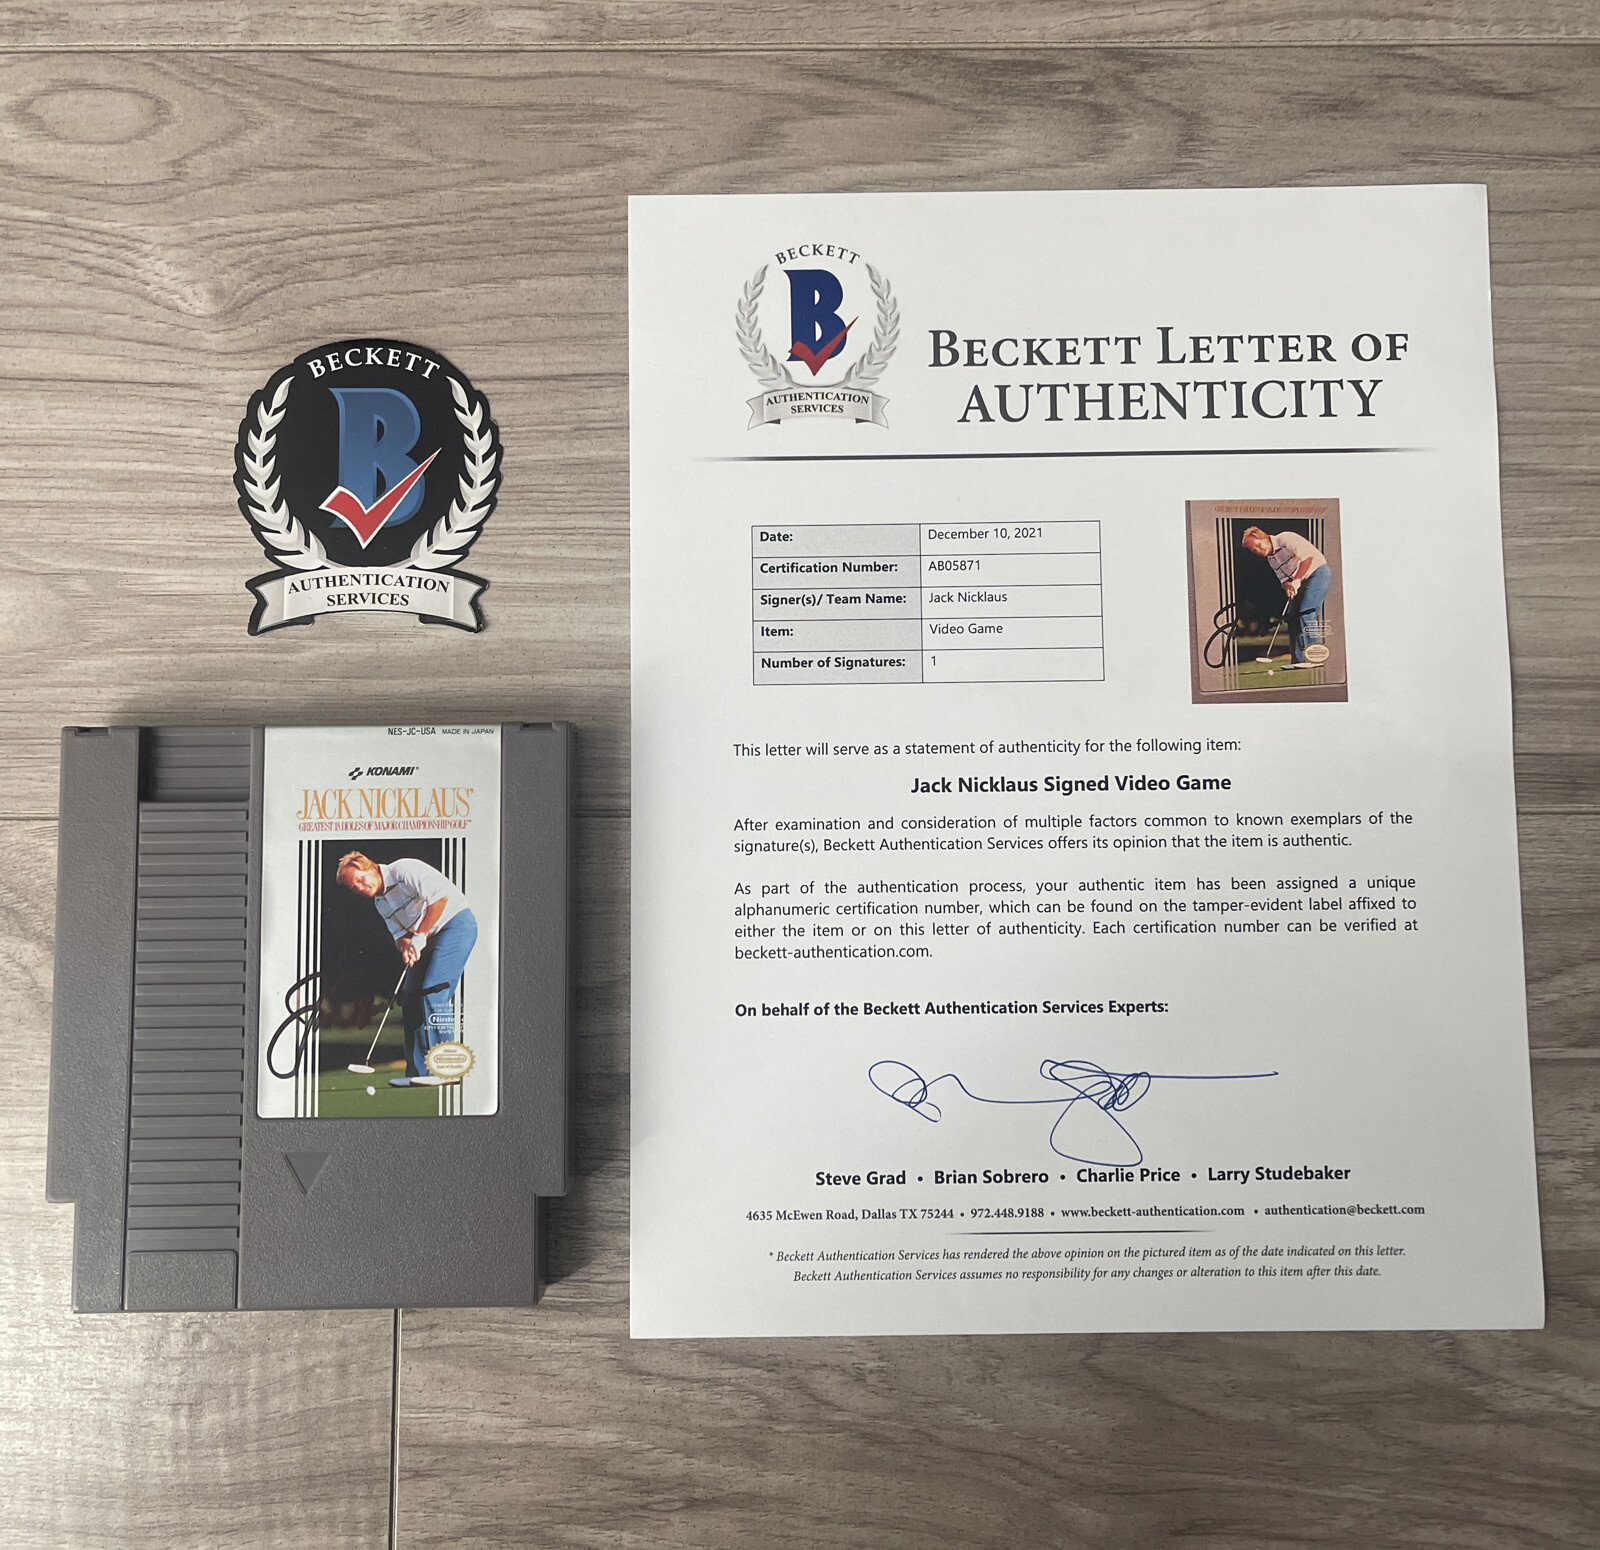 BECKETT
B
AUTHENTICATION
SERVICES
NES-JC-USA MADE IN JAPAN
KONAMI®
JACK NICKLAUS'
GREATEST 18 HOLES OF MAJOR CHAMPIONSHIP GOLF™
BECKETT
B
AUTHENTICATION
SERVICES
BECKETT LETTER OF
AUTHENTICITY
Date: December 10, 2021
Certification Number: AB05871
Signer(s)/ Team Name: Jack Nicklaus
Item: Video Game
Number of Signatures: 1
This letter will serve as a statement of authenticity for the following item:
Jack Nicklaus Signed Video Game
After examination and consideration of multiple factors common to known exemplars of the
signature(s), Beckett Authentication Services offers its opinion that the item is authentic.
As part of the authentication process, your authentic item has been assigned a unique
alphanumeric certification number, which can be found on the tamper-evident label affixed to
either the item or on this letter of authenticity. Each certification number can be verified at
beckett-authentication.com.
On behalf of the Beckett Authentication Services Experts:
Steve Grad • Brian Sobrero • Charlie Price • Larry Studebaker
4635 McEwen Road, Dallas TX 75244 • 972.448.9188 • www.beckett-authentication.com • authentication@beckett.com
* Beckett Authentication Services has rendered the above opinion on the pictured item as of the date indicated on this letter.
Beckett Authentication Services assumes no responsibility for any changes or alteration to this item after this date.